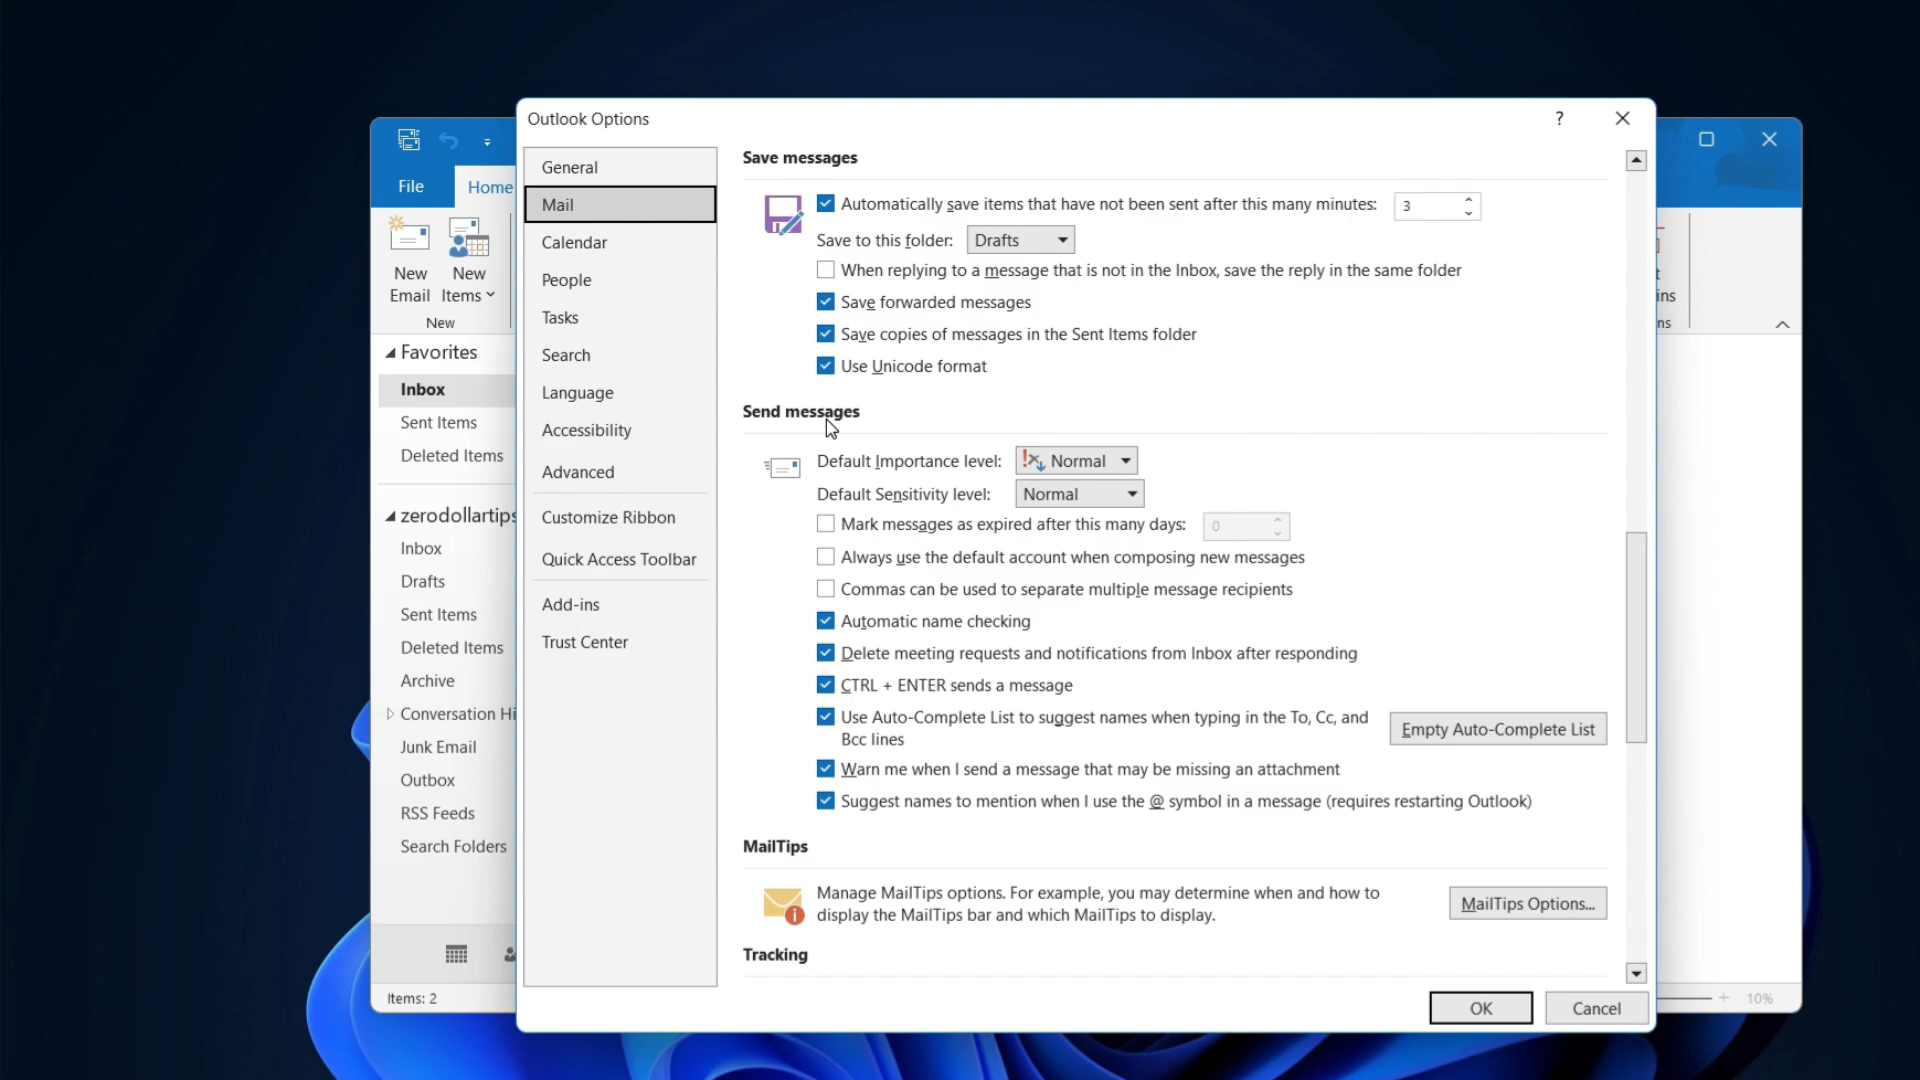 Outlook Options
?
File
Home
New
Email
New
Items
New
Favorites
Inbox
Sent Items
Deleted Items
zerodollartips
Inbox
Drafts
Sent Items
Deleted Items
Archive
Conversation Hi
Junk Email
Outbox
RSS Feeds
Search Folders
Items: 2
General
Mail
Calendar
People
Tasks
Search
Language
Accessibility
Advanced
Customize Ribbon
Quick Access Toolbar
Add-ins
Trust Center
Save messages
Automatically save items that have not been sent after this many minutes: 3
Save to this folder: Drafts
When replying to a message that is not in the Inbox, save the reply in the same folder
Save forwarded messages
Save copies of messages in the Sent Items folder
Use Unicode format
Send messages
Default Importance level: Normal
Default Sensitivity level: Normal
Mark messages as expired after this many days: 0
Always use the default account when composing new messages
Commas can be used to separate multiple message recipients
Automatic name checking
Delete meeting requests and notifications from Inbox after responding
CTRL + ENTER sends a message
Use Auto-Complete List to suggest names when typing in the To, Cc, and
Bcc lines
Empty Auto-Complete List
Warn me when I send a message that may be missing an attachment
Suggest names to mention when I use the @ symbol in a message (requires restarting Outlook)
MailTips
Manage MailTips options. For example, you may determine when and how to
display the MailTips bar and which MailTips to display.
MailTips Options...
Tracking
OK
Cancel
t
ins
ns
10%